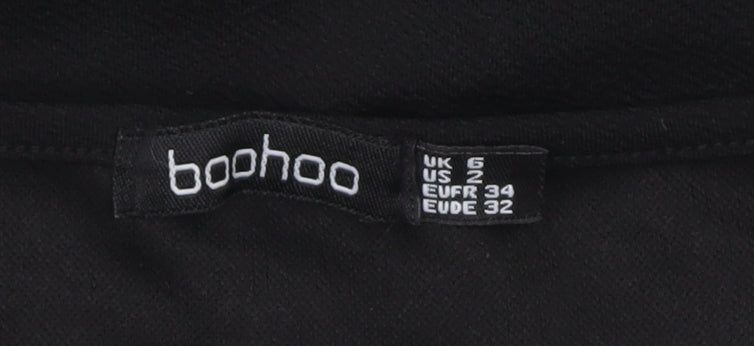 boohoo
UK 6
US 2
EUFR 34
EUDE 32